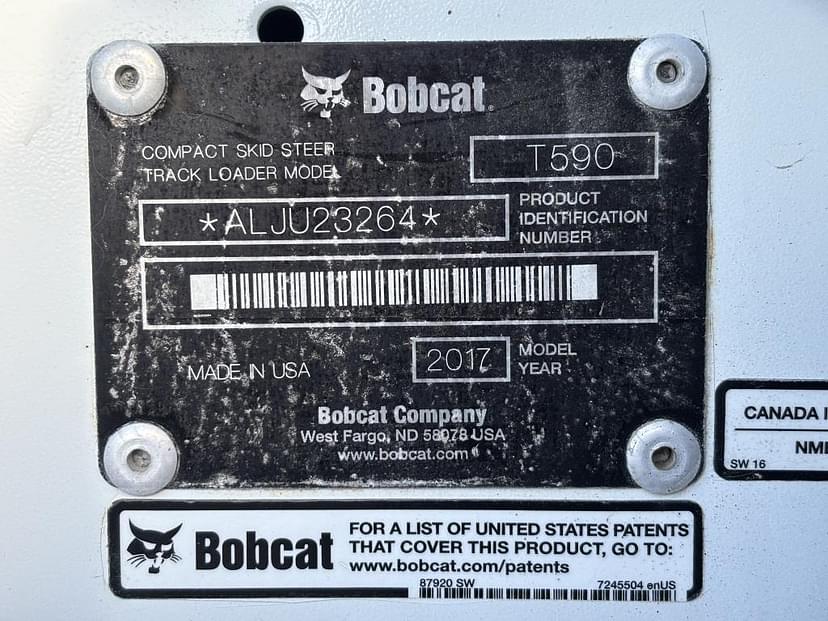 Bobcat®
COMPACT SKID STEER
TRACK LOADER MODEL
T590
*ALJU23264*
PRODUCT
IDENTIFICATION
NUMBER
MADE IN USA
2017
MODEL
YEAR
Bobcat Company
West Fargo, ND 58078 USA
www.bobcat.com
CANADA I
NMB
SW 16
Bobcat
FOR A LIST OF UNITED STATES PATENTS
THAT COVER THIS PRODUCT, GO TO:
www.bobcat.com/patents
87920 SW
7245504 enUS